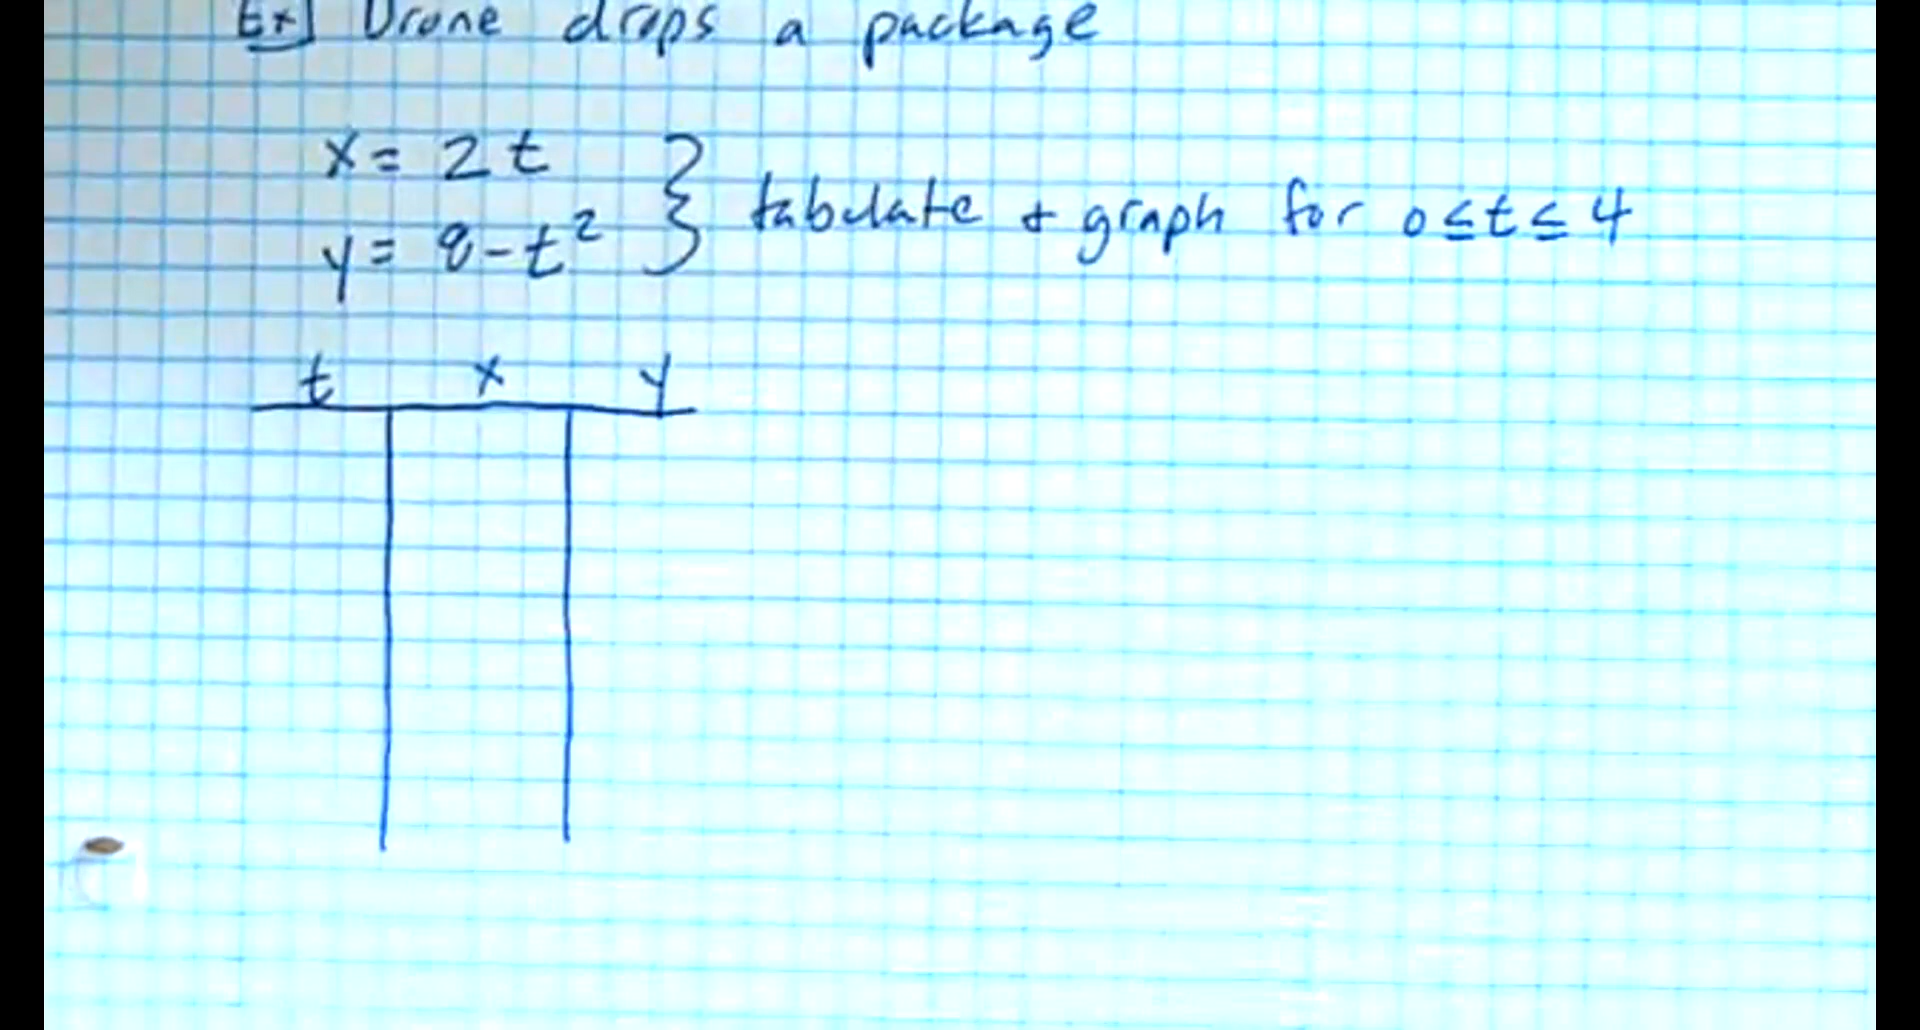 Ex] Drone drops a package
x = 2t
y = 8 - t² } tabulate + graph for 0 ≤ t ≤ 4
t x y